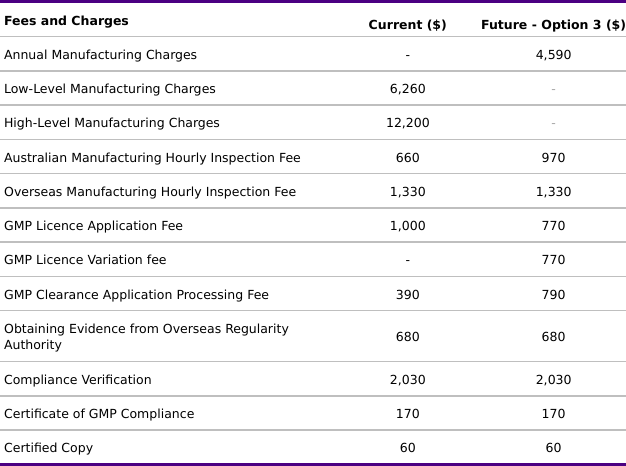 Fees and Charges Current ($) Future - Option 3 ($)
Annual Manufacturing Charges - 4,590
Low-Level Manufacturing Charges 6,260 -
High-Level Manufacturing Charges 12,200 -
Australian Manufacturing Hourly Inspection Fee 660 970
Overseas Manufacturing Hourly Inspection Fee 1,330 1,330
GMP Licence Application Fee 1,000 770
GMP Licence Variation fee - 770
GMP Clearance Application Processing Fee 390 790
Obtaining Evidence from Overseas Regularity
Authority 680 680
Compliance Verification 2,030 2,030
Certificate of GMP Compliance 170 170
Certified Copy 60 60